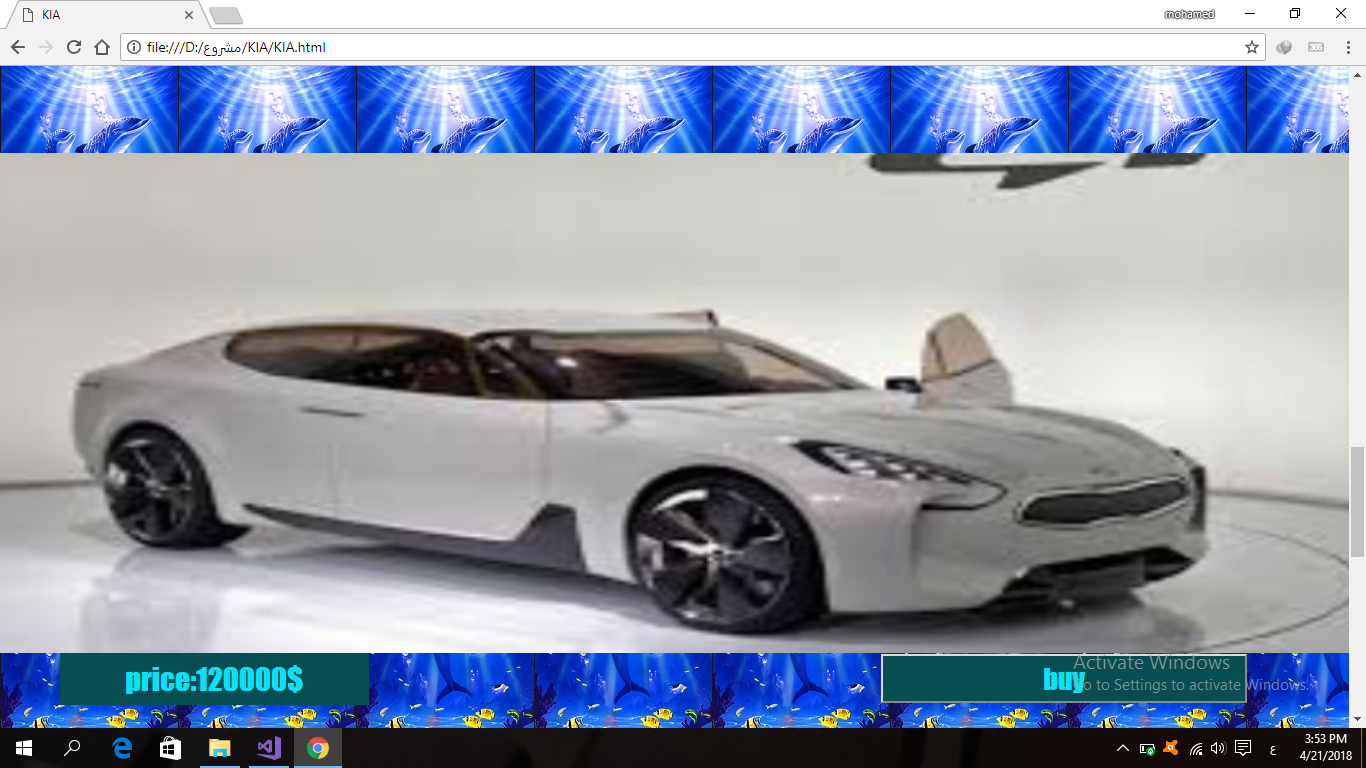 KIA
mohamed
file:///D:/مشروع/KIA/KIA.html
price:120000$
buy
Activate Windows
Go to Settings to activate Windows.
ع
3:53 PM
4/21/2018